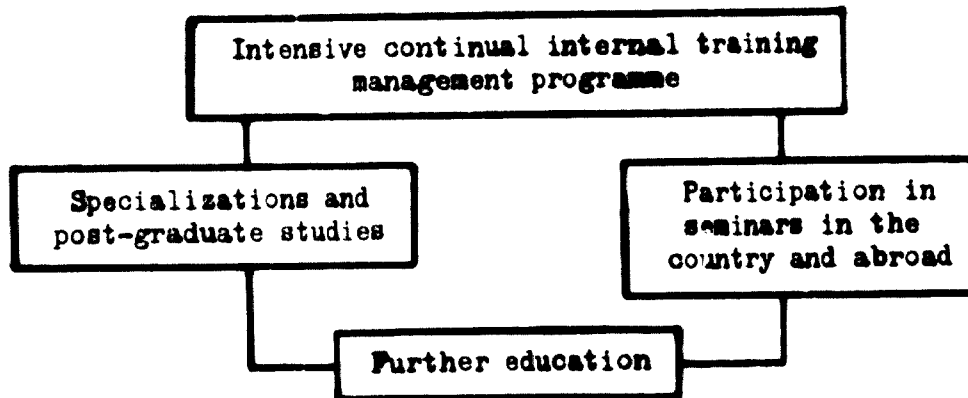 Intensive continual internal training
management programme
Specializations and
post-graduate studies
Participation in
seminars in the
country and abroad
Further education